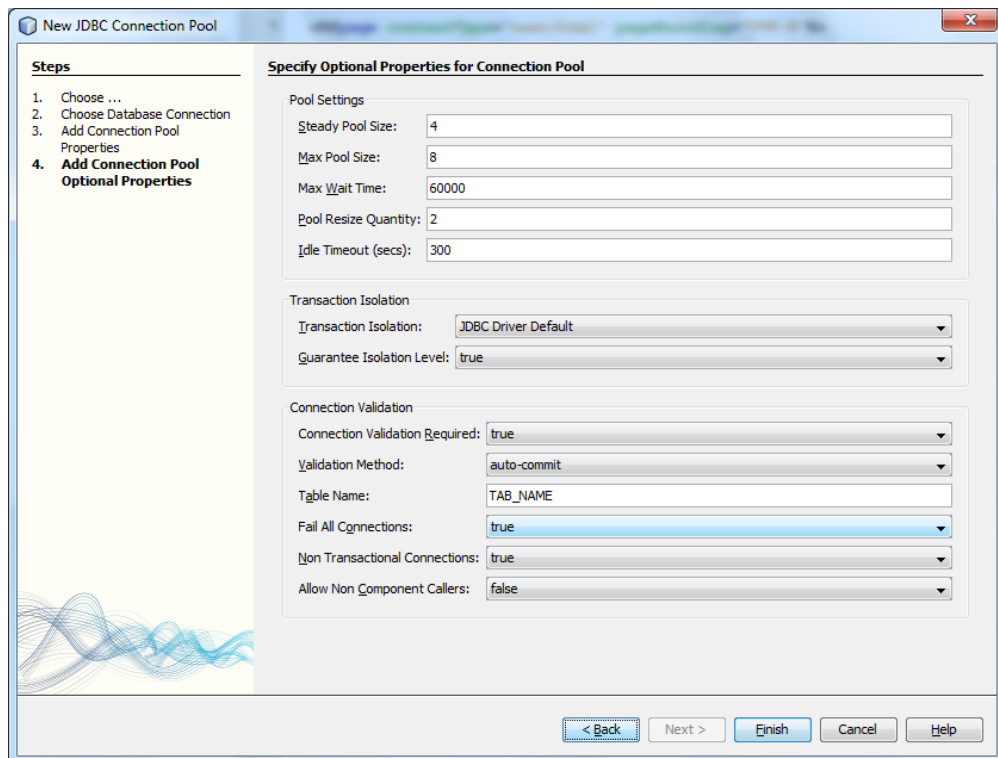 New JDBC Connection Pool
Steps
1. Choose ...
2. Choose Database Connection
3. Add Connection Pool
Properties
4. Add Connection Pool
Optional Properties
Specify Optional Properties for Connection Pool
Pool Settings
Steady Pool Size: 4
Max Pool Size: 8
Max Wait Time: 60000
Pool Resize Quantity: 2
Idle Timeout (secs): 300
Transaction Isolation
Transaction Isolation: JDBC Driver Default
Guarantee Isolation Level: true
Connection Validation
Connection Validation Required: true
Validation Method: auto-commit
Table Name: TAB_NAME
Fail All Connections: true
Non Transactional Connections: true
Allow Non Component Callers: false
< Back Next > Finish Cancel Help